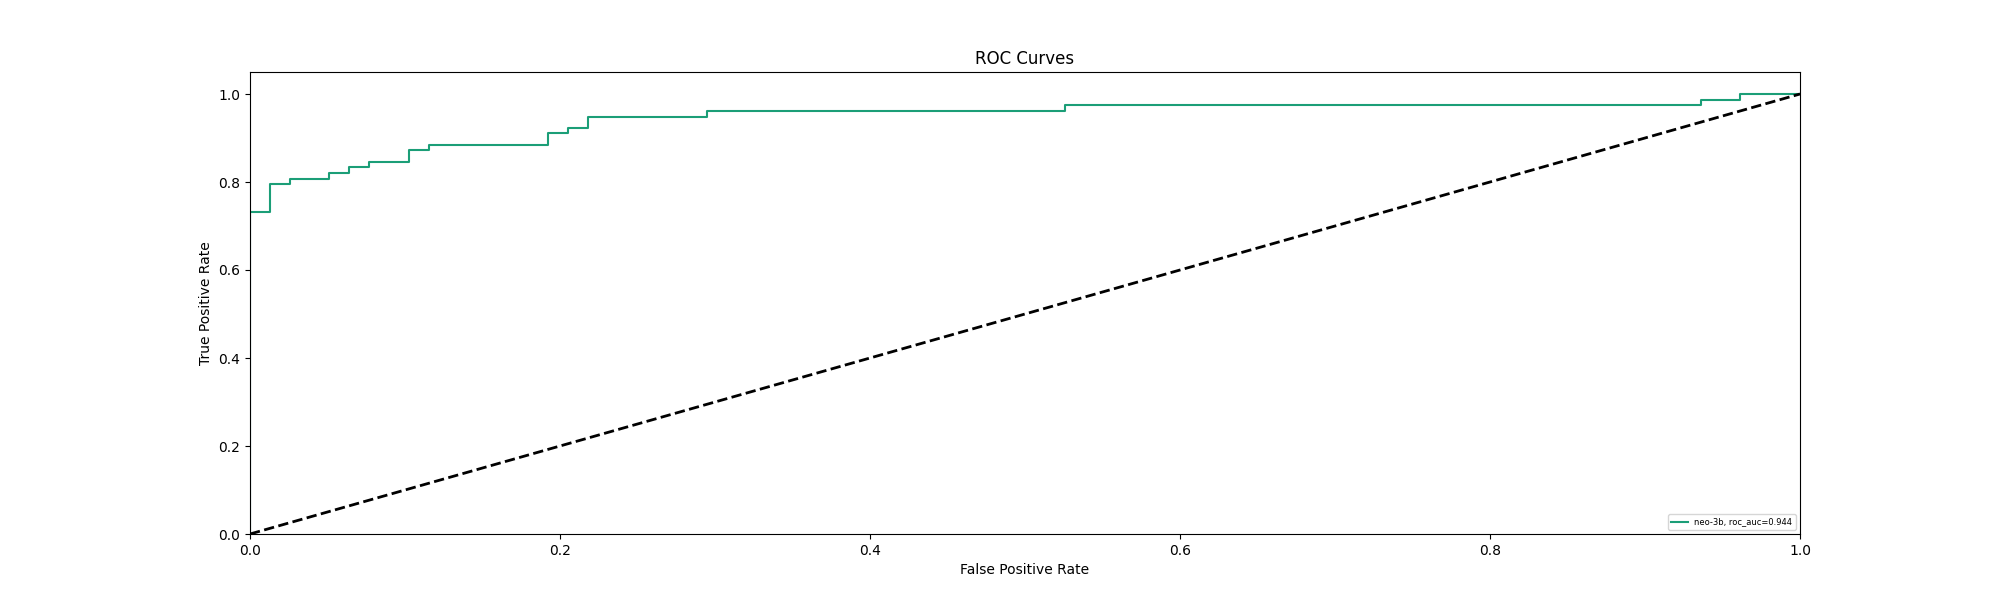 ROC Curves
1.0
0.8
0.6
0.4
0.2
0.0
True Positive Rate
0.0 0.2 0.4 0.6 0.8 1.0
False Positive Rate
neo-3b, roc_auc=0.944